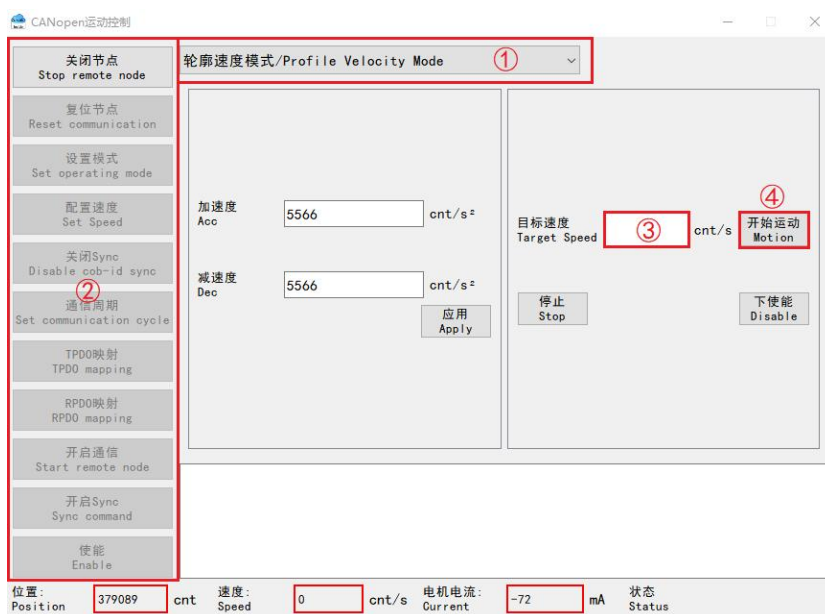 CANopen运动控制
关闭节点
Stop remote node
复位节点
Reset communication
设置模式
Set operating mode
配置速度
Set Speed
关闭Sync
Disable cob-id sync
②
通信周期
Set communication cycle
TPDO映射
TPDO mapping
RPDO映射
RPDO mapping
开启通信
Start remote node
开启Sync
Sync command
使能
Enable
轮廓速度模式/Profile Velocity Mode ①
加速度
Acc
5566
cnt/s²
减速度
Dec
5566
cnt/s²
应用
Apply
目标速度
Target Speed
③
cnt/s
④
开始运动
Motion
停止
Stop
下使能
Disable
位置:
Position
379089
cnt
速度:
Speed
0
cnt/s
电机电流:
Current
-72
mA
状态
Status